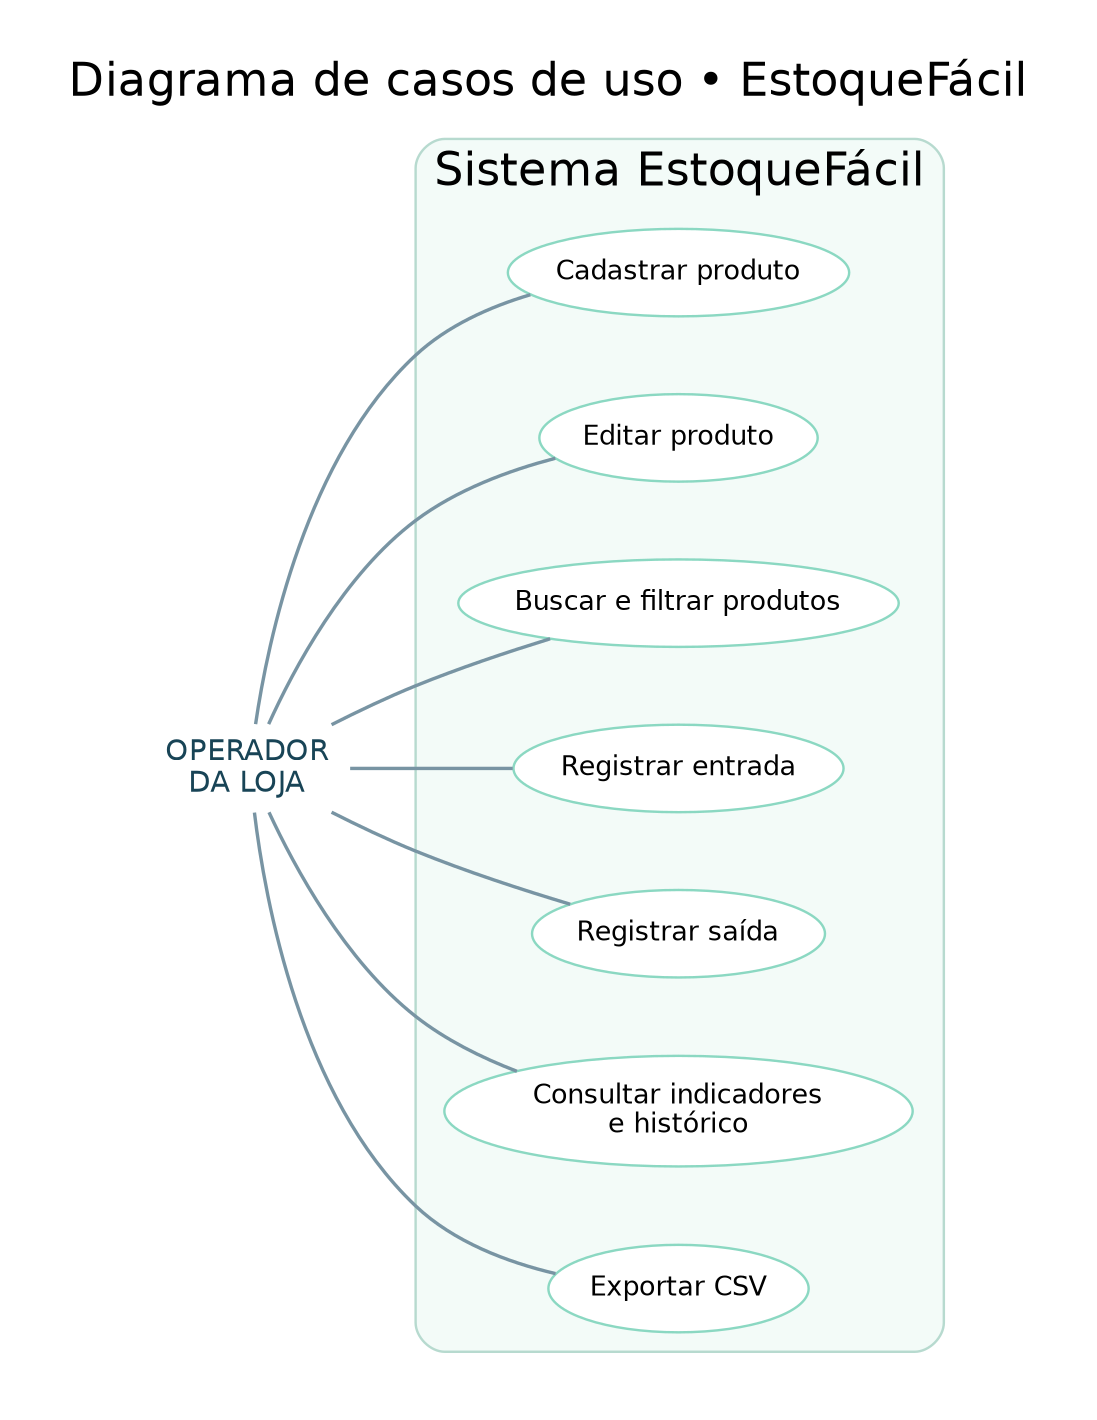 Diagrama de casos de uso • EstoqueFácil
Sistema EstoqueFácil
Cadastrar produto
Editar produto
Buscar e filtrar produtos
OPERADOR
DA LOJA
Registrar entrada
Registrar saída
Consultar indicadores
e histórico
Exportar CSV